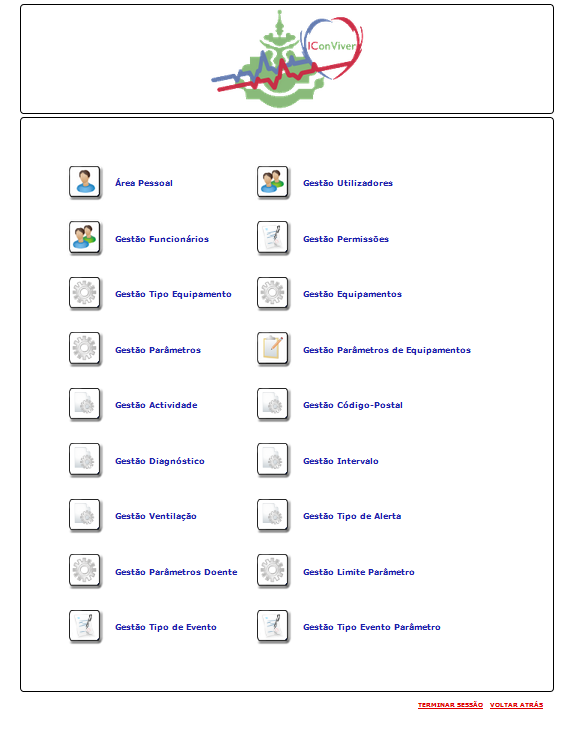 IConViver
Área Pessoal
Gestão Utilizadores
Gestão Funcionários
Gestão Permissões
Gestão Tipo Equipamento
Gestão Equipamentos
Gestão Parâmetros
Gestão Parâmetros de Equipamentos
Gestão Actividade
Gestão Código-Postal
Gestão Diagnóstico
Gestão Intervalo
Gestão Ventilação
Gestão Tipo de Alerta
Gestão Parâmetros Doente
Gestão Limite Parâmetro
Gestão Tipo de Evento
Gestão Tipo Evento Parâmetro
TERMINAR SESSÃO VOLTAR ATRÁS